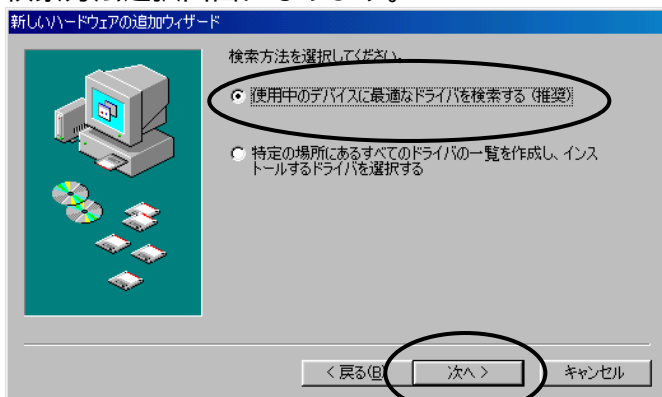 新しいハードウェアの追加ウィザード
検索方法を選択してください。
使用中のデバイスに最適なドライバを検索する (推奨)
特定の場所にあるすべてのドライバの一覧を作成し、インス
トールするドライバを選択する
< 戻る(B)
次へ >
キャンセル